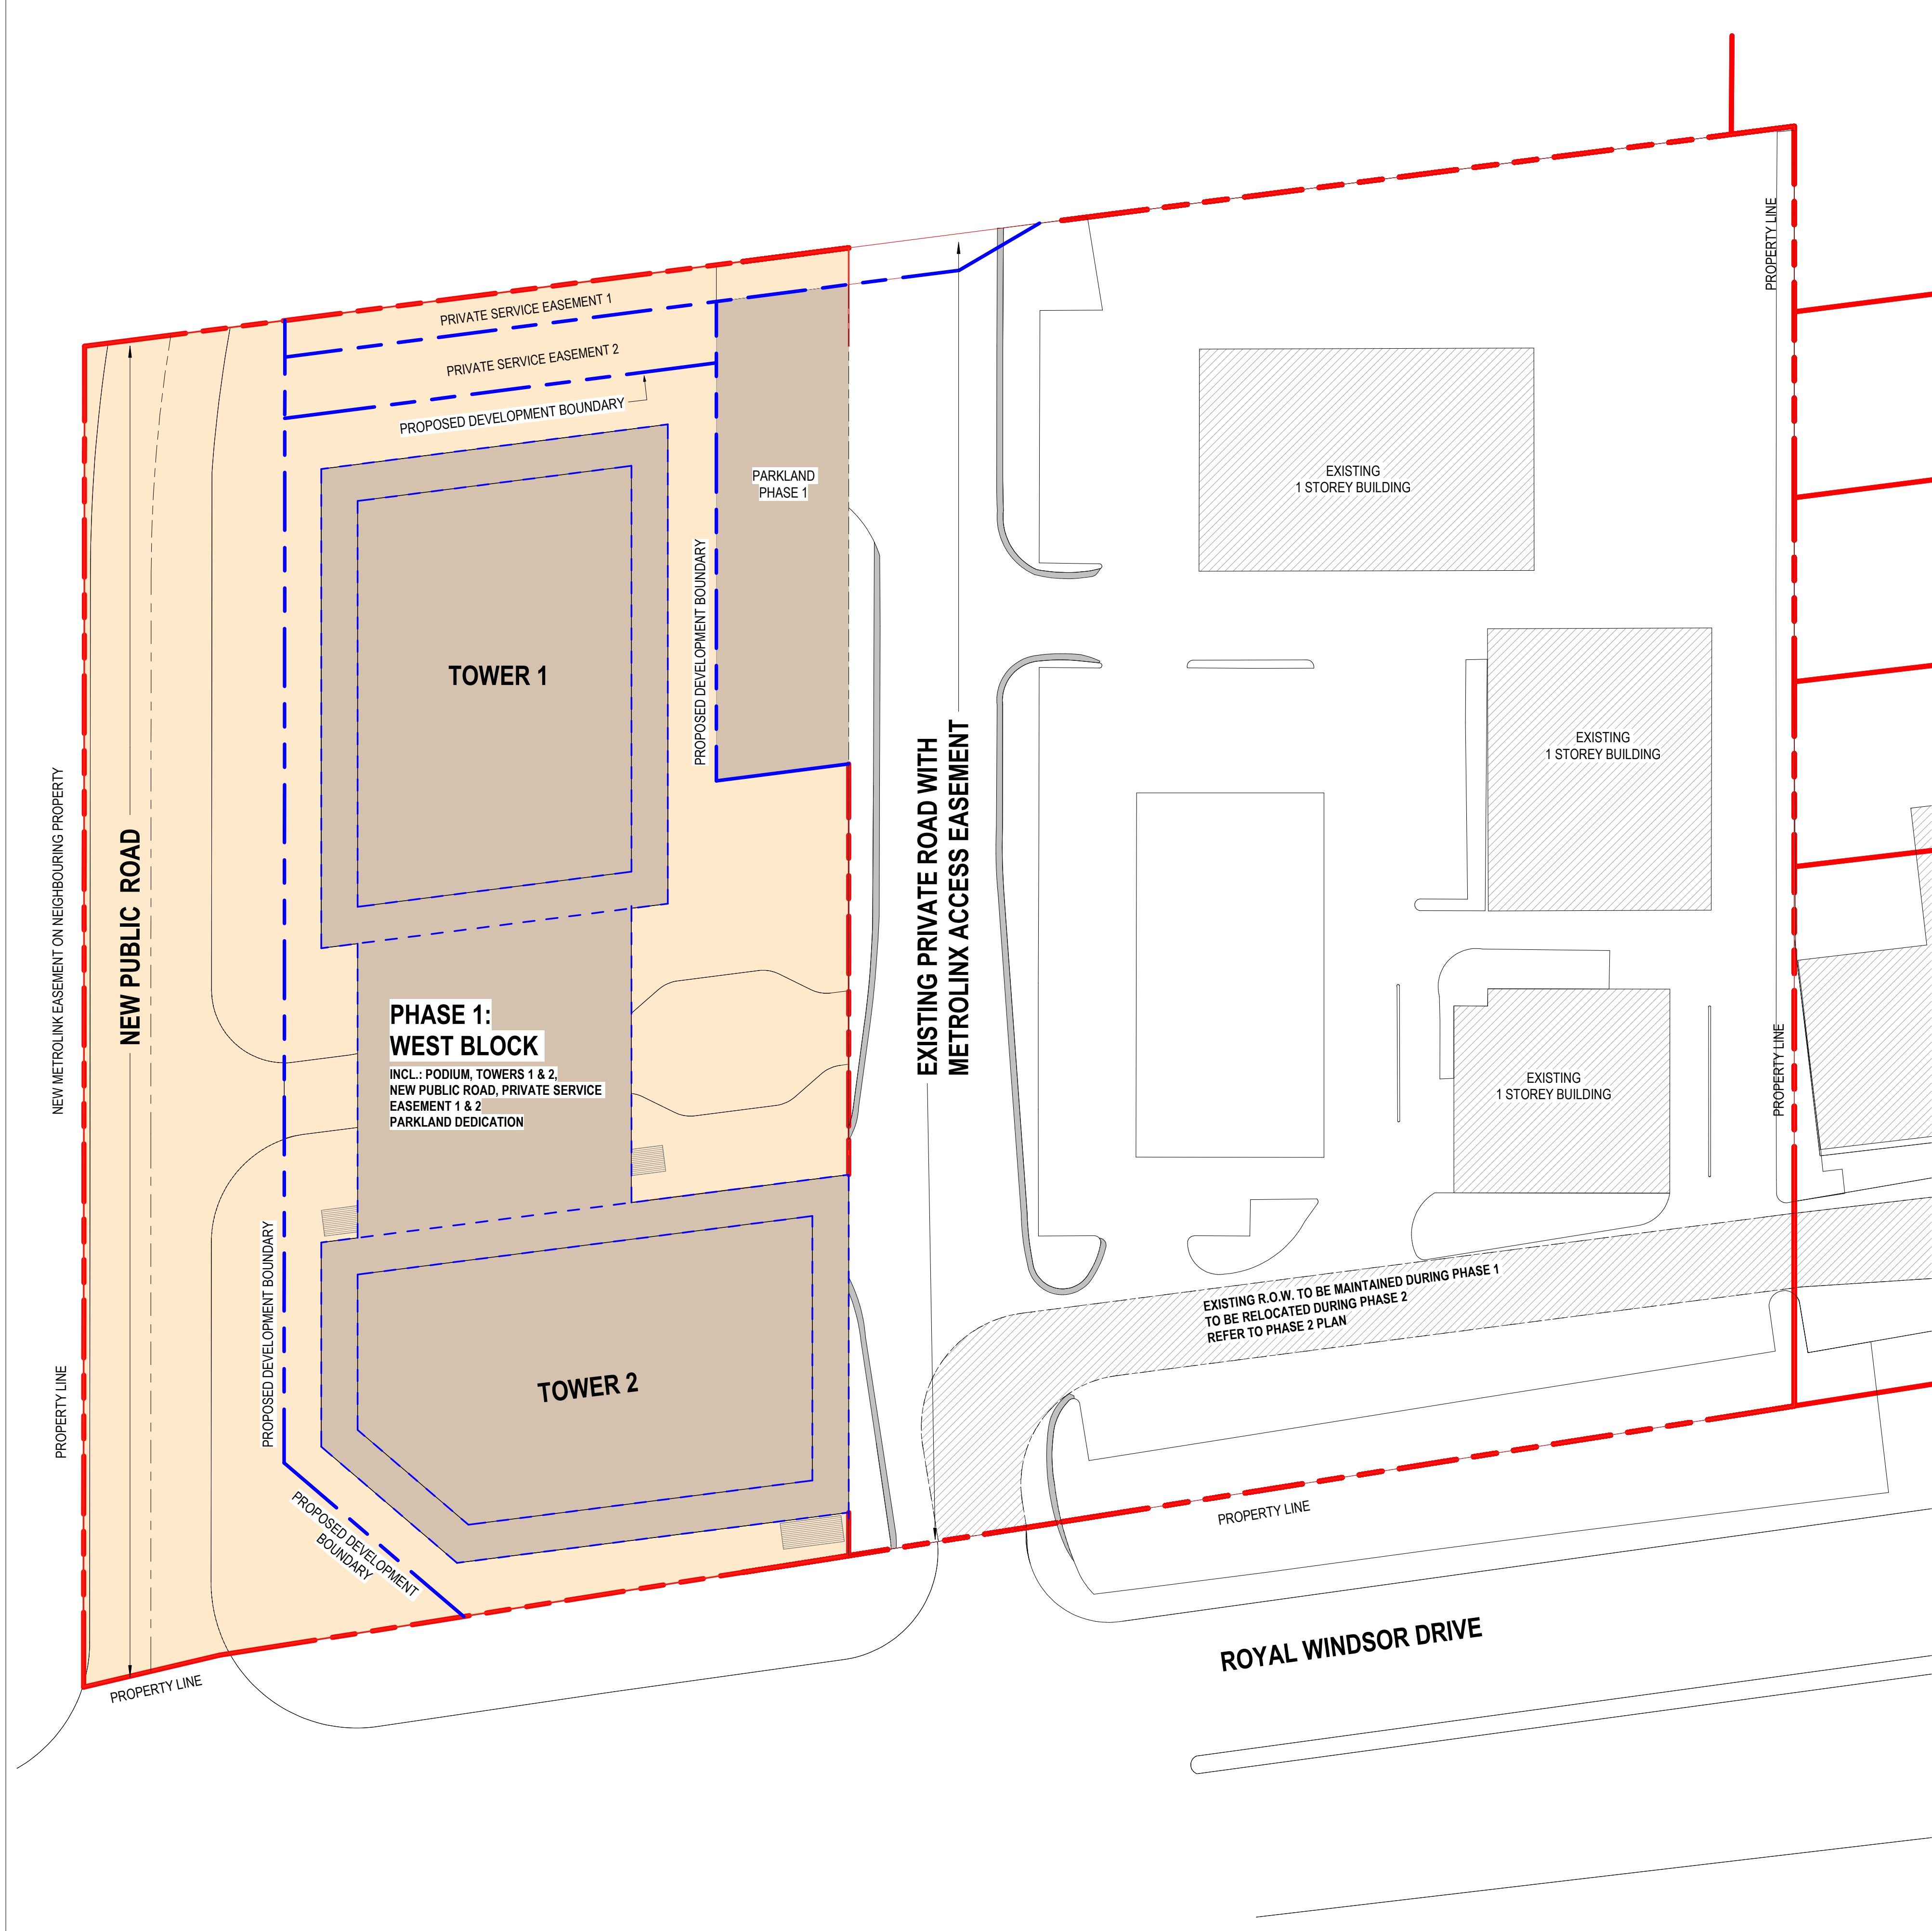 PROPERTY LINE
PRIVATE SERVICE EASEMENT 1
PRIVATE SERVICE EASEMENT 2
PROPOSED DEVELOPMENT BOUNDARY
PARKLAND
PHASE 1
EXISTING
1 STOREY BUILDING
PROPOSED DEVELOPMENT BOUNDARY
TOWER 1
EXISTING
1 STOREY BUILDING
NEW METROLINK EASEMENT ON NEIGHBOURING PROPERTY
NEW PUBLIC ROAD
EXISTING PRIVATE ROAD WITH
METROLINX ACCESS EASEMENT
PHASE 1:
WEST BLOCK
INCL.: PODIUM, TOWERS 1 & 2,
NEW PUBLIC ROAD, PRIVATE SERVICE
EASEMENT 1 & 2
PARKLAND DEDICATION
EXISTING
1 STOREY BUILDING
PROPERTY LINE
PROPOSED DEVELOPMENT BOUNDARY
EXISTING R.O.W. TO BE MAINTAINED DURING PHASE 1
TO BE RELOCATED DURING PHASE 2
REFER TO PHASE 2 PLAN
PROPERTY LINE
TOWER 2
PROPOSED DEVELOPMENT
BOUNDARY
PROPERTY LINE
ROYAL WINDSOR DRIVE
PROPERTY LINE